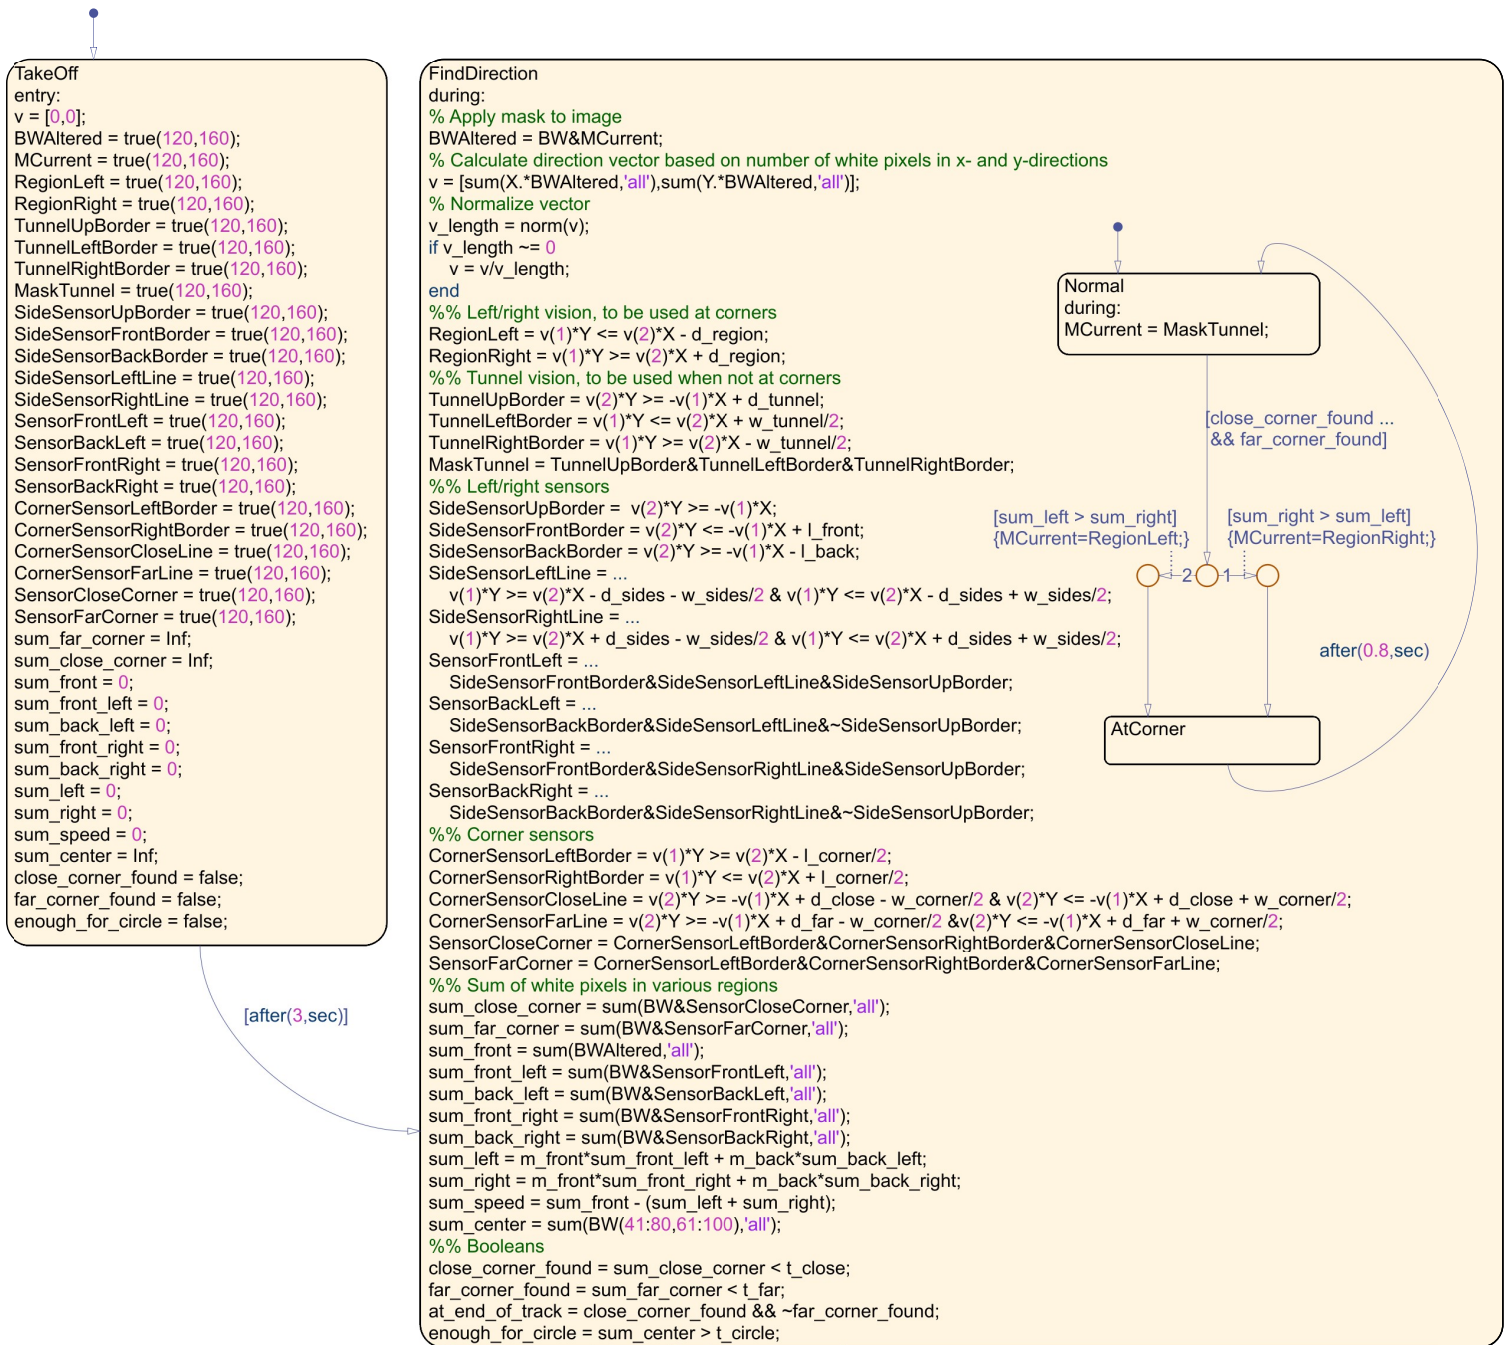 TakeOff
entry:
v = [0,0];
BWAltered = true(120,160);
MCurrent = true(120,160);
RegionLeft = true(120,160);
RegionRight = true(120,160);
TunnelUpBorder = true(120,160);
TunnelLeftBorder = true(120,160);
TunnelRightBorder = true(120,160);
MaskTunnel = true(120,160);
SideSensorUpBorder = true(120,160);
SideSensorFrontBorder = true(120,160);
SideSensorBackBorder = true(120,160);
SideSensorLeftLine = true(120,160);
SideSensorRightLine = true(120,160);
SensorFrontLeft = true(120,160);
SensorBackLeft = true(120,160);
SensorFrontRight = true(120,160);
SensorBackRight = true(120,160);
CornerSensorLeftBorder = true(120,160);
CornerSensorRightBorder = true(120,160);
CornerSensorCloseLine = true(120,160);
CornerSensorFarLine = true(120,160);
SensorCloseCorner = true(120,160);
SensorFarCorner = true(120,160);
sum_far_corner = Inf;
sum_close_corner = Inf;
sum_front = 0;
sum_front_left = 0;
sum_back_left = 0;
sum_front_right = 0;
sum_back_right = 0;
sum_left = 0;
sum_right = 0;
sum_speed = 0;
sum_center = Inf;
close_corner_found = false;
far_corner_found = false;
enough_for_circle = false;
[after(3,sec)]
FindDirection
during:
% Apply mask to image
BWAltered = BW&MCurrent;
% Calculate direction vector based on number of white pixels in x- and y-directions
v = [sum(X.*BWAltered,'all'),sum(Y.*BWAltered,'all')];
% Normalize vector
v_length = norm(v);
if v_length ~= 0
v = v/v_length;
end
%% Left/right vision, to be used at corners
RegionLeft = v(1)*Y <= v(2)*X - d_region;
RegionRight = v(1)*Y >= v(2)*X + d_region;
%% Tunnel vision, to be used when not at corners
TunnelUpBorder = v(2)*Y >= -v(1)*X + d_tunnel;
TunnelLeftBorder = v(1)*Y <= v(2)*X + w_tunnel/2;
TunnelRightBorder = v(1)*Y >= v(2)*X - w_tunnel/2;
MaskTunnel = TunnelUpBorder&TunnelLeftBorder&TunnelRightBorder;
%% Left/right sensors
SideSensorUpBorder =  v(2)*Y >= -v(1)*X;
SideSensorFrontBorder = v(2)*Y <= -v(1)*X + l_front;
SideSensorBackBorder = v(2)*Y >= -v(1)*X - l_back;
SideSensorLeftLine = ...
v(1)*Y >= v(2)*X - d_sides - w_sides/2 & v(1)*Y <= v(2)*X - d_sides + w_sides/2;
SideSensorRightLine = ...
v(1)*Y >= v(2)*X + d_sides - w_sides/2 & v(1)*Y <= v(2)*X + d_sides + w_sides/2;
SensorFrontLeft = ...
SideSensorFrontBorder&SideSensorLeftLine&SideSensorUpBorder;
SensorBackLeft = ...
SideSensorBackBorder&SideSensorLeftLine&~SideSensorUpBorder;
SensorFrontRight = ...
SideSensorFrontBorder&SideSensorRightLine&SideSensorUpBorder;
SensorBackRight = ...
SideSensorBackBorder&SideSensorRightLine&~SideSensorUpBorder;
%% Corner sensors
CornerSensorLeftBorder = v(1)*Y >= v(2)*X - l_corner/2;
CornerSensorRightBorder = v(1)*Y <= v(2)*X + l_corner/2;
CornerSensorCloseLine = v(2)*Y >= -v(1)*X + d_close - w_corner/2 & v(2)*Y <= -v(1)*X + d_close + w_corner/2;
CornerSensorFarLine = v(2)*Y >= -v(1)*X + d_far - w_corner/2 &v(2)*Y <= -v(1)*X + d_far + w_corner/2;
SensorCloseCorner = CornerSensorLeftBorder&CornerSensorRightBorder&CornerSensorCloseLine;
SensorFarCorner = CornerSensorLeftBorder&CornerSensorRightBorder&CornerSensorFarLine;
%% Sum of white pixels in various regions
sum_close_corner = sum(BW&SensorCloseCorner,'all');
sum_far_corner = sum(BW&SensorFarCorner,'all');
sum_front = sum(BWAltered,'all');
sum_front_left = sum(BW&SensorFrontLeft,'all');
sum_back_left = sum(BW&SensorBackLeft,'all');
sum_front_right = sum(BW&SensorFrontRight,'all');
sum_back_right = sum(BW&SensorBackRight,'all');
sum_left = m_front*sum_front_left + m_back*sum_back_left;
sum_right = m_front*sum_front_right + m_back*sum_back_right;
sum_speed = sum_front - (sum_left + sum_right);
sum_center = sum(BW(41:80,61:100),'all');
%% Booleans
close_corner_found = sum_close_corner < t_close;
far_corner_found = sum_far_corner < t_far;
at_end_of_track = close_corner_found && ~far_corner_found;
enough_for_circle = sum_center > t_circle;
Normal
during:
MCurrent = MaskTunnel;
[close_corner_found ...
&& far_corner_found]
[sum_left > sum_right]
{MCurrent=RegionLeft;}
[sum_right > sum_left]
{MCurrent=RegionRight;}
2
1
after(0.8,sec)
AtCorner